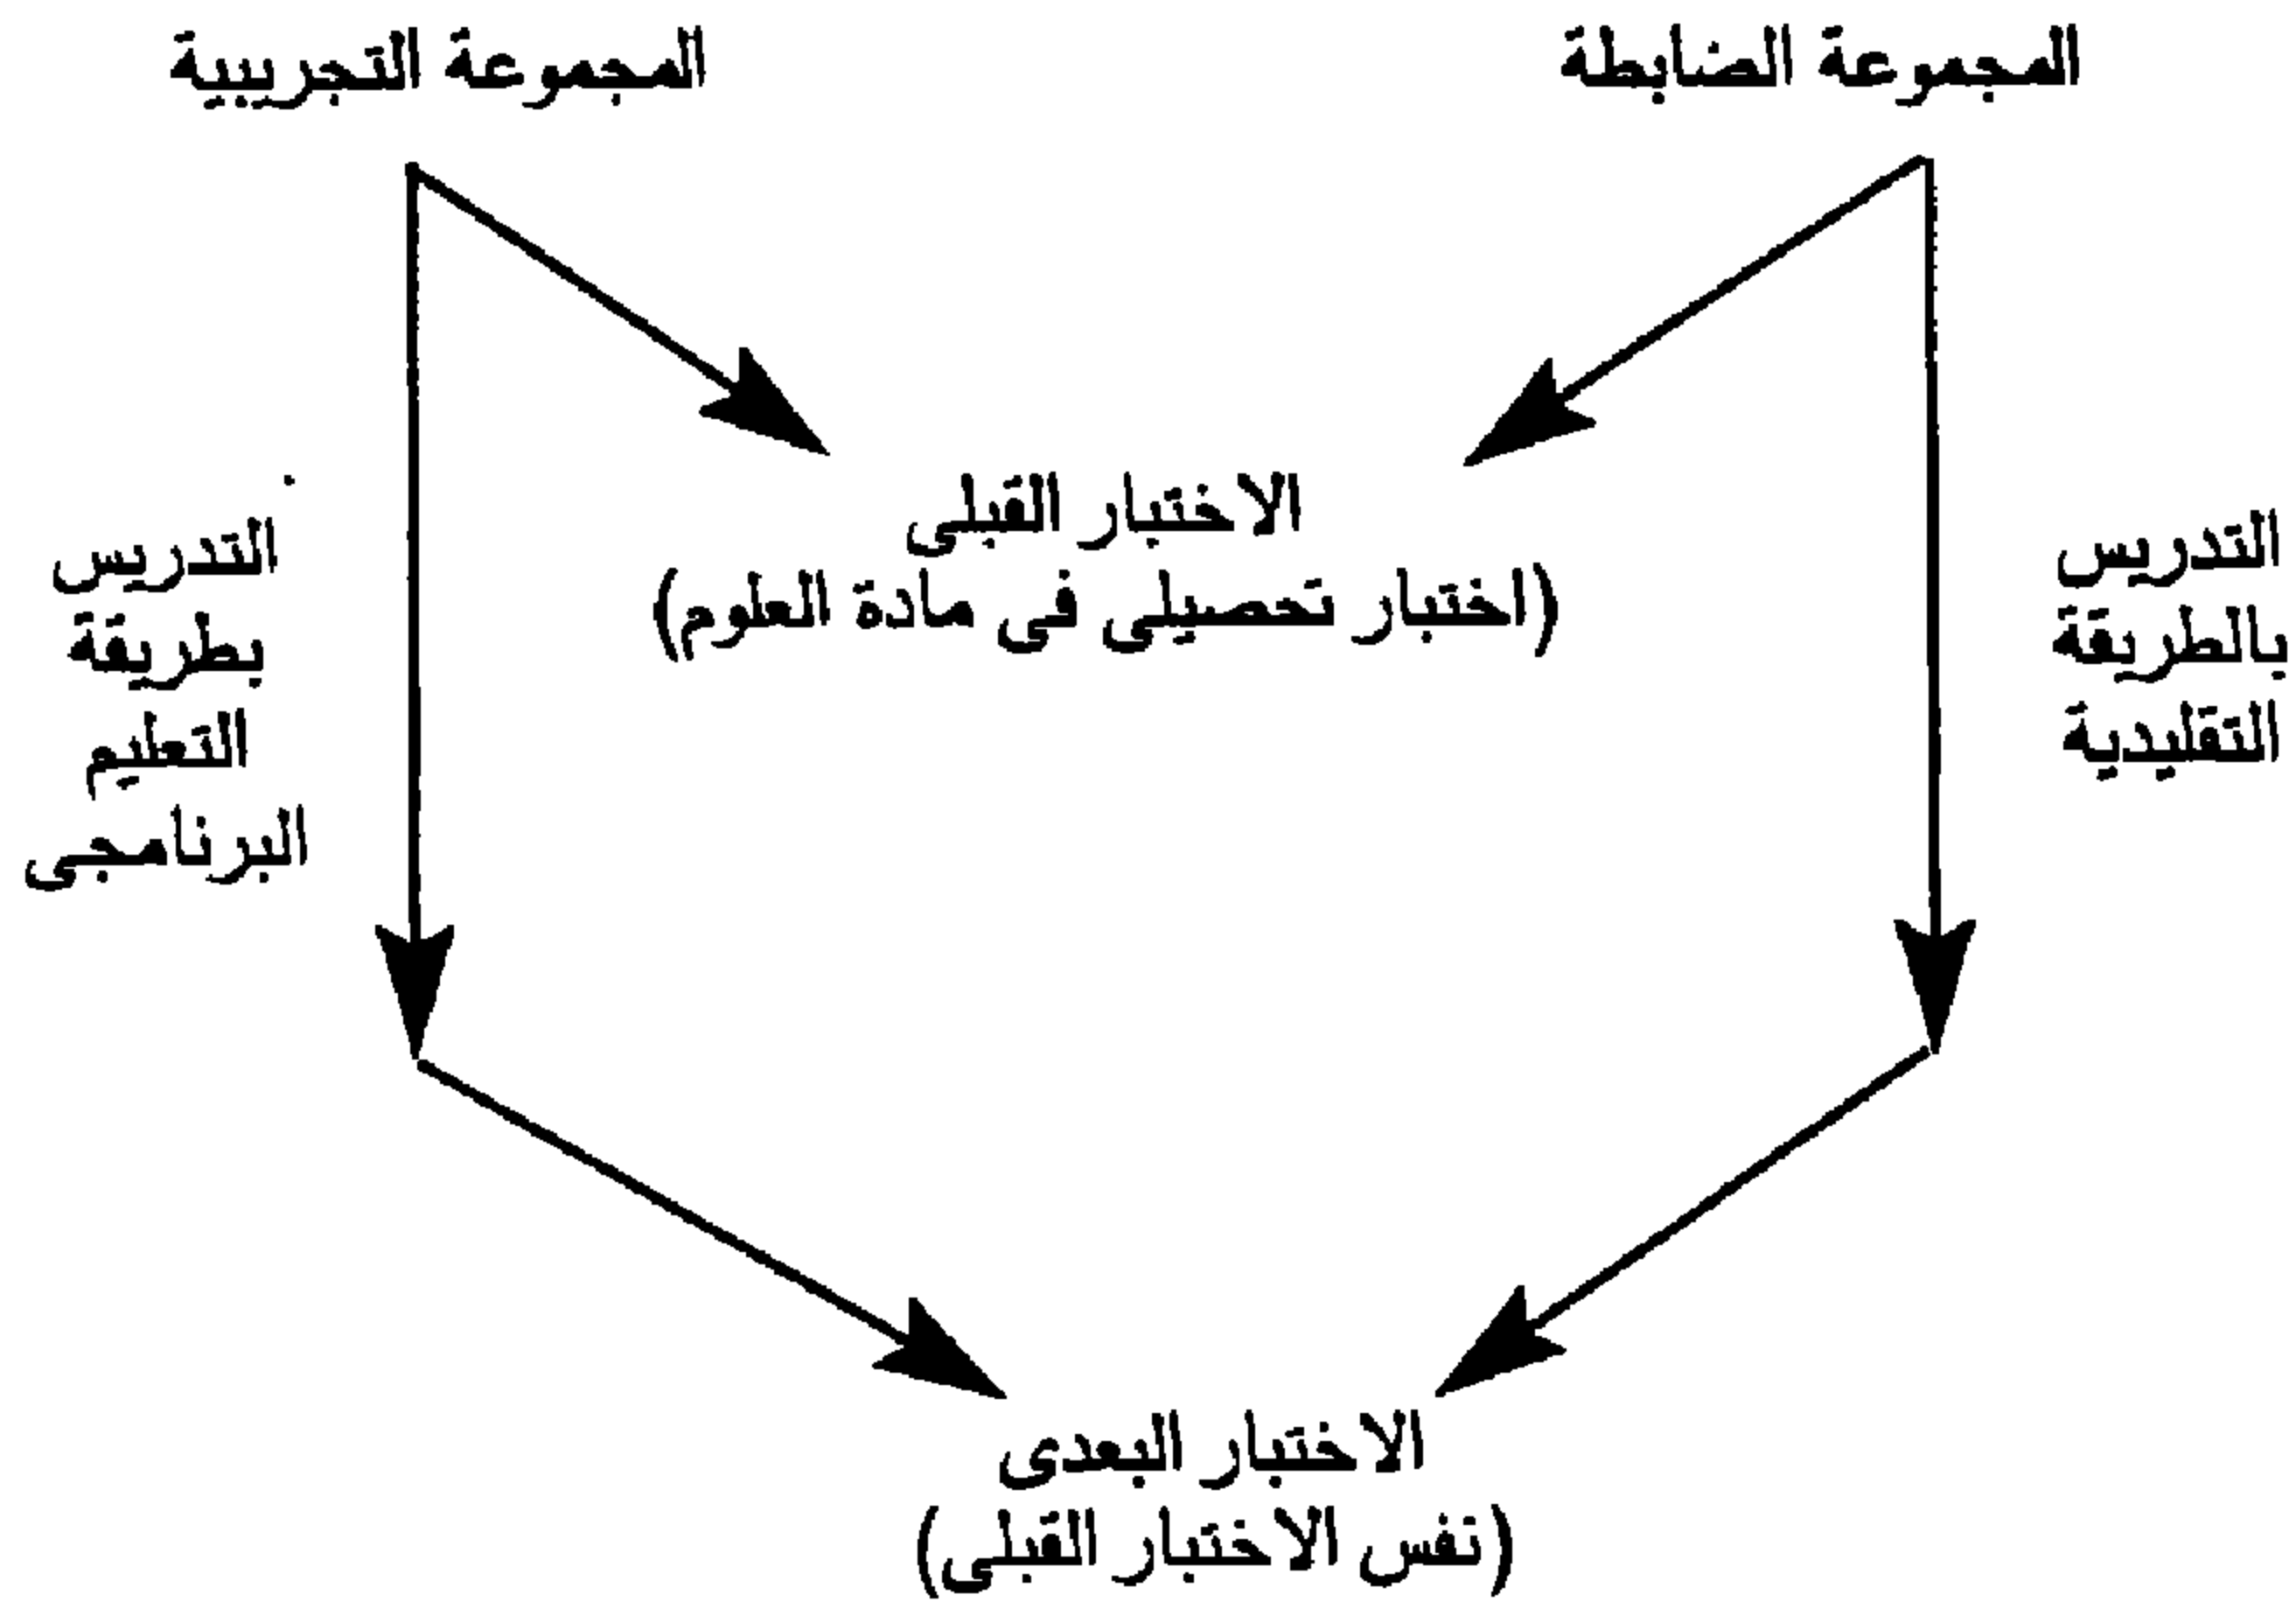 المجموعة الضابطة
المجموعة التجريبية
الاختبار القبلى
(اختبار تحصيلى فى مادة العلوم)
التدريس
بالطريقة
التقليدية
التدريس
بطريقة
التعليم
البرنامجى
الاختبار البعدى
(نفس الاختبار القبلى)